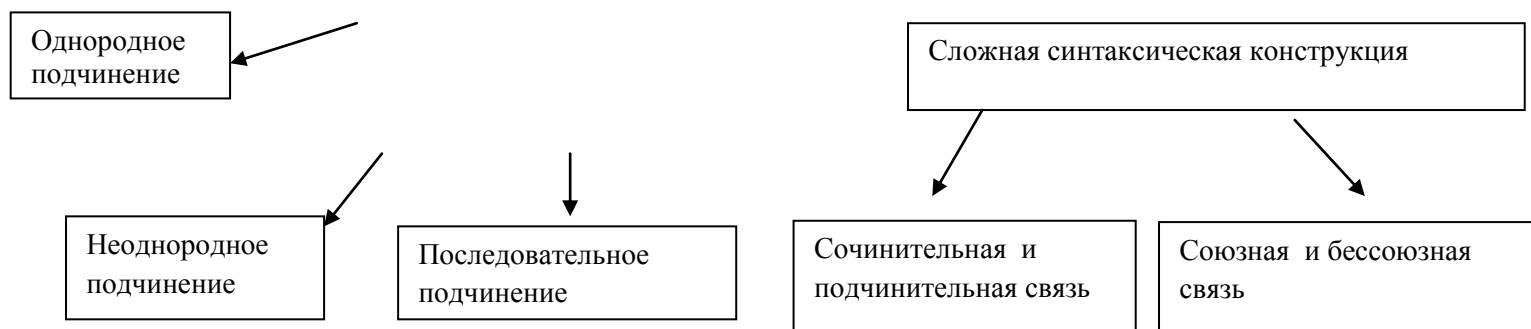 Однородное
подчинение
Сложная синтаксическая конструкция
Неоднородное
подчинение
Последовательное
подчинение
Сочинительная и
подчинительная связь
Союзная и бессоюзная
связь